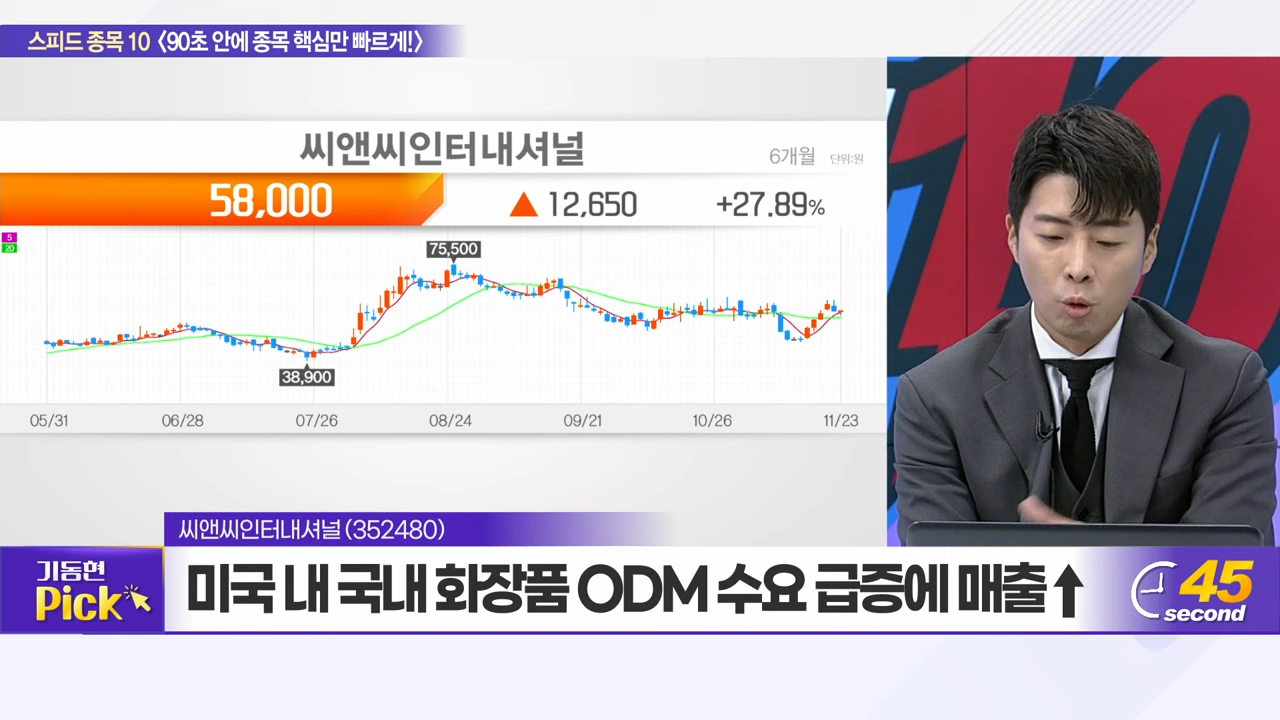 스피드 종목 10 〈90초 안에 종목 핵심만 빠르게!〉
씨앤씨인터내셔널
6개월 단위:원
58,000 ▲ 12,650 +27.89%
5
20
75,500
38,900
05/31 06/28 07/26 08/24 09/21 10/26 11/23
씨앤씨인터내셔널 (352480)
기동현
Pick
미국 내 국내 화장품 ODM 수요 급증에 매출↑
45
second